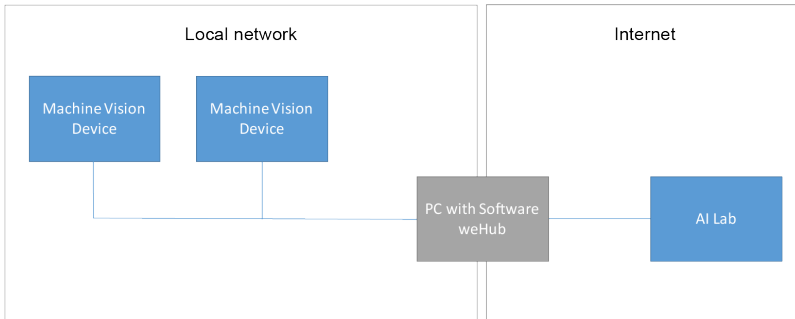 Local network
Internet
Machine Vision
Device
Machine Vision
Device
PC with Software
weHub
AI Lab